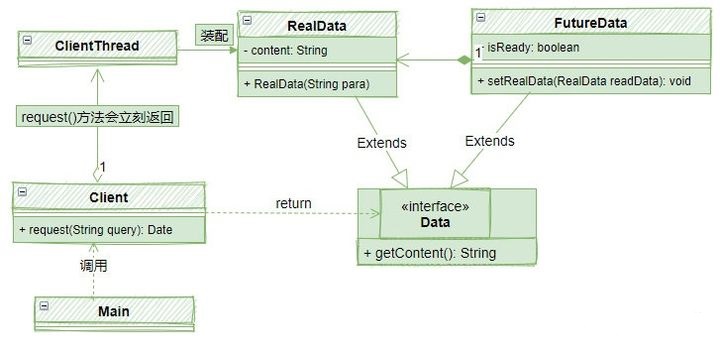 ClientThread
装配
RealData
- content: String
+ RealData(String para)
1
FutureData
isReady: boolean
+ setRealData(RealData readData): void
request()方法会立刻返回
1
Extends
Extends
Client
+ request(String query): Date
return
«interface»
Data
+ getContent(): String
调用
Main